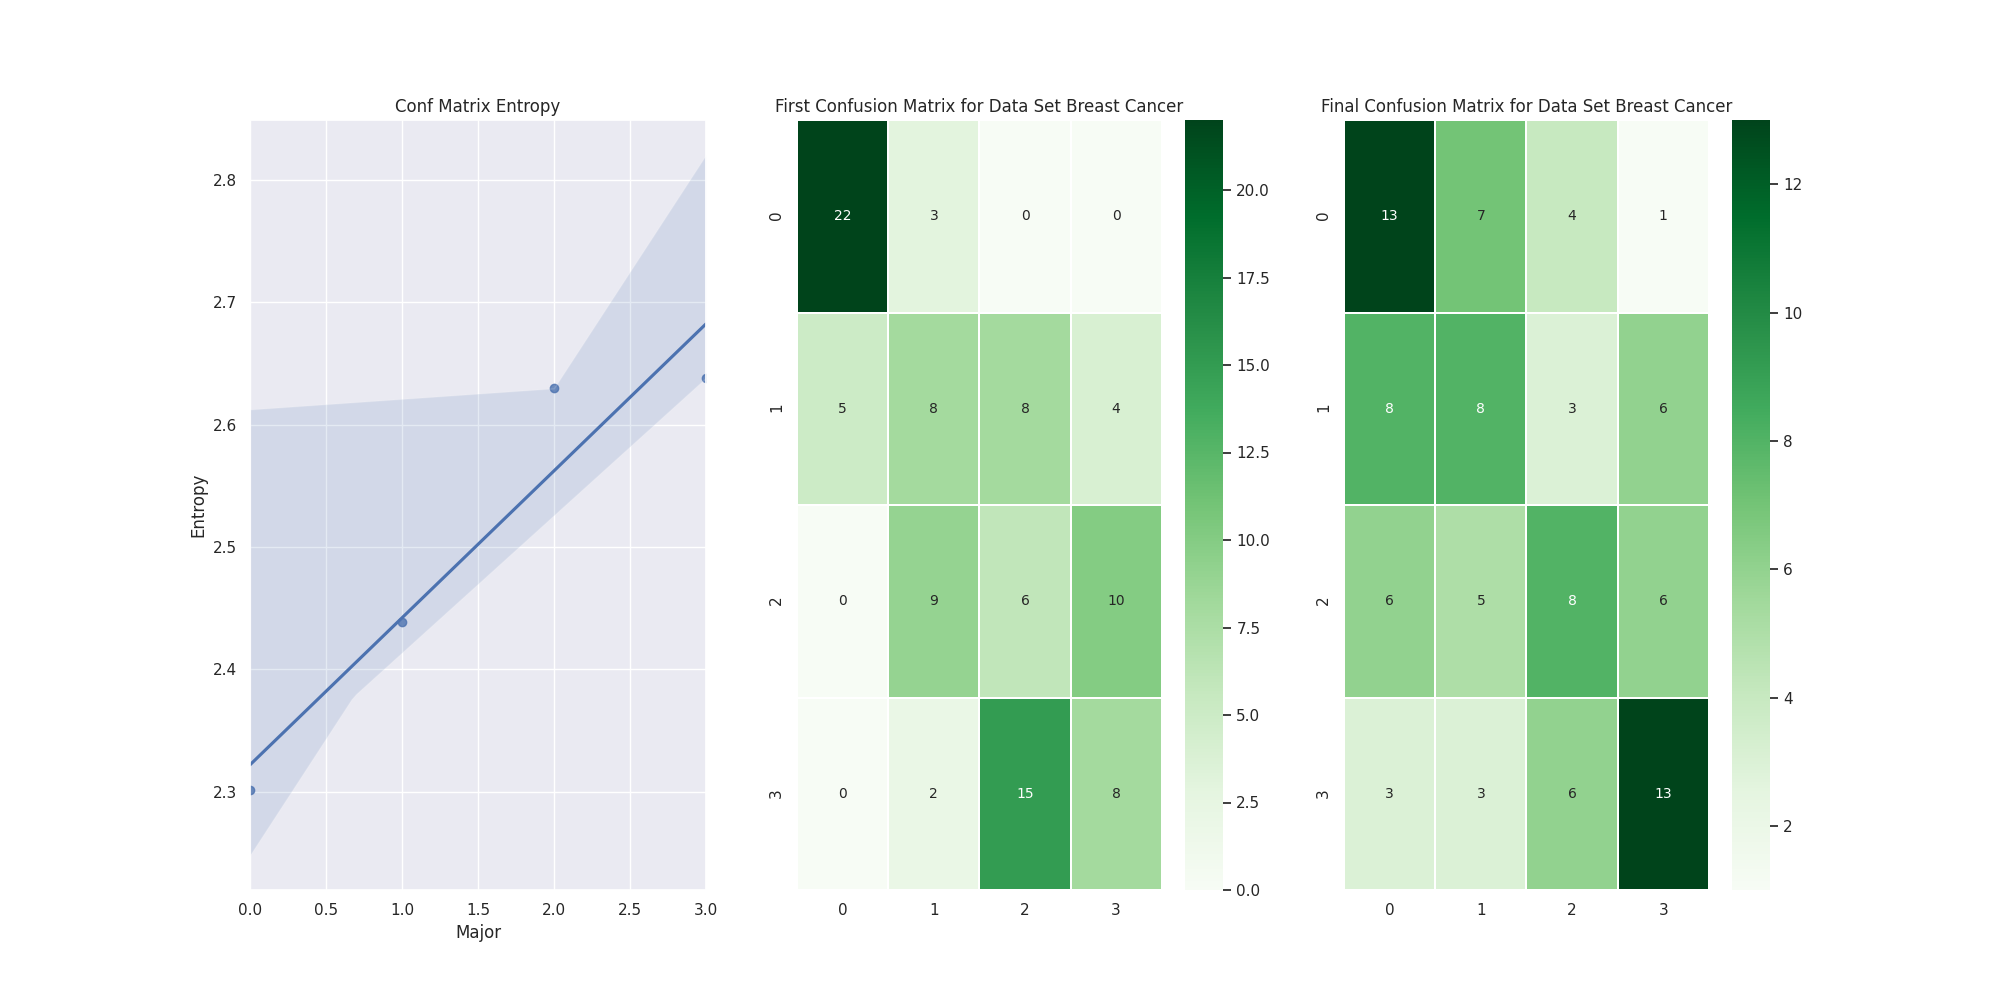 Conf Matrix Entropy
2.8
2.7
2.6
2.5
2.4
2.3
Entropy
0.0 0.5 1.0 1.5 2.0 2.5 3.0
Major
First Confusion Matrix for Data Set Breast Cancer
0 22 3 0 0
1 5 8 8 4
2 0 9 6 10
3 0 2 15 8
0 1 2 3
20.0
17.5
15.0
12.5
10.0
7.5
5.0
2.5
0.0
Final Confusion Matrix for Data Set Breast Cancer
0 13 7 4 1
1 8 8 3 6
2 6 5 8 6
3 3 3 6 13
0 1 2 3
12
10
8
6
4
2